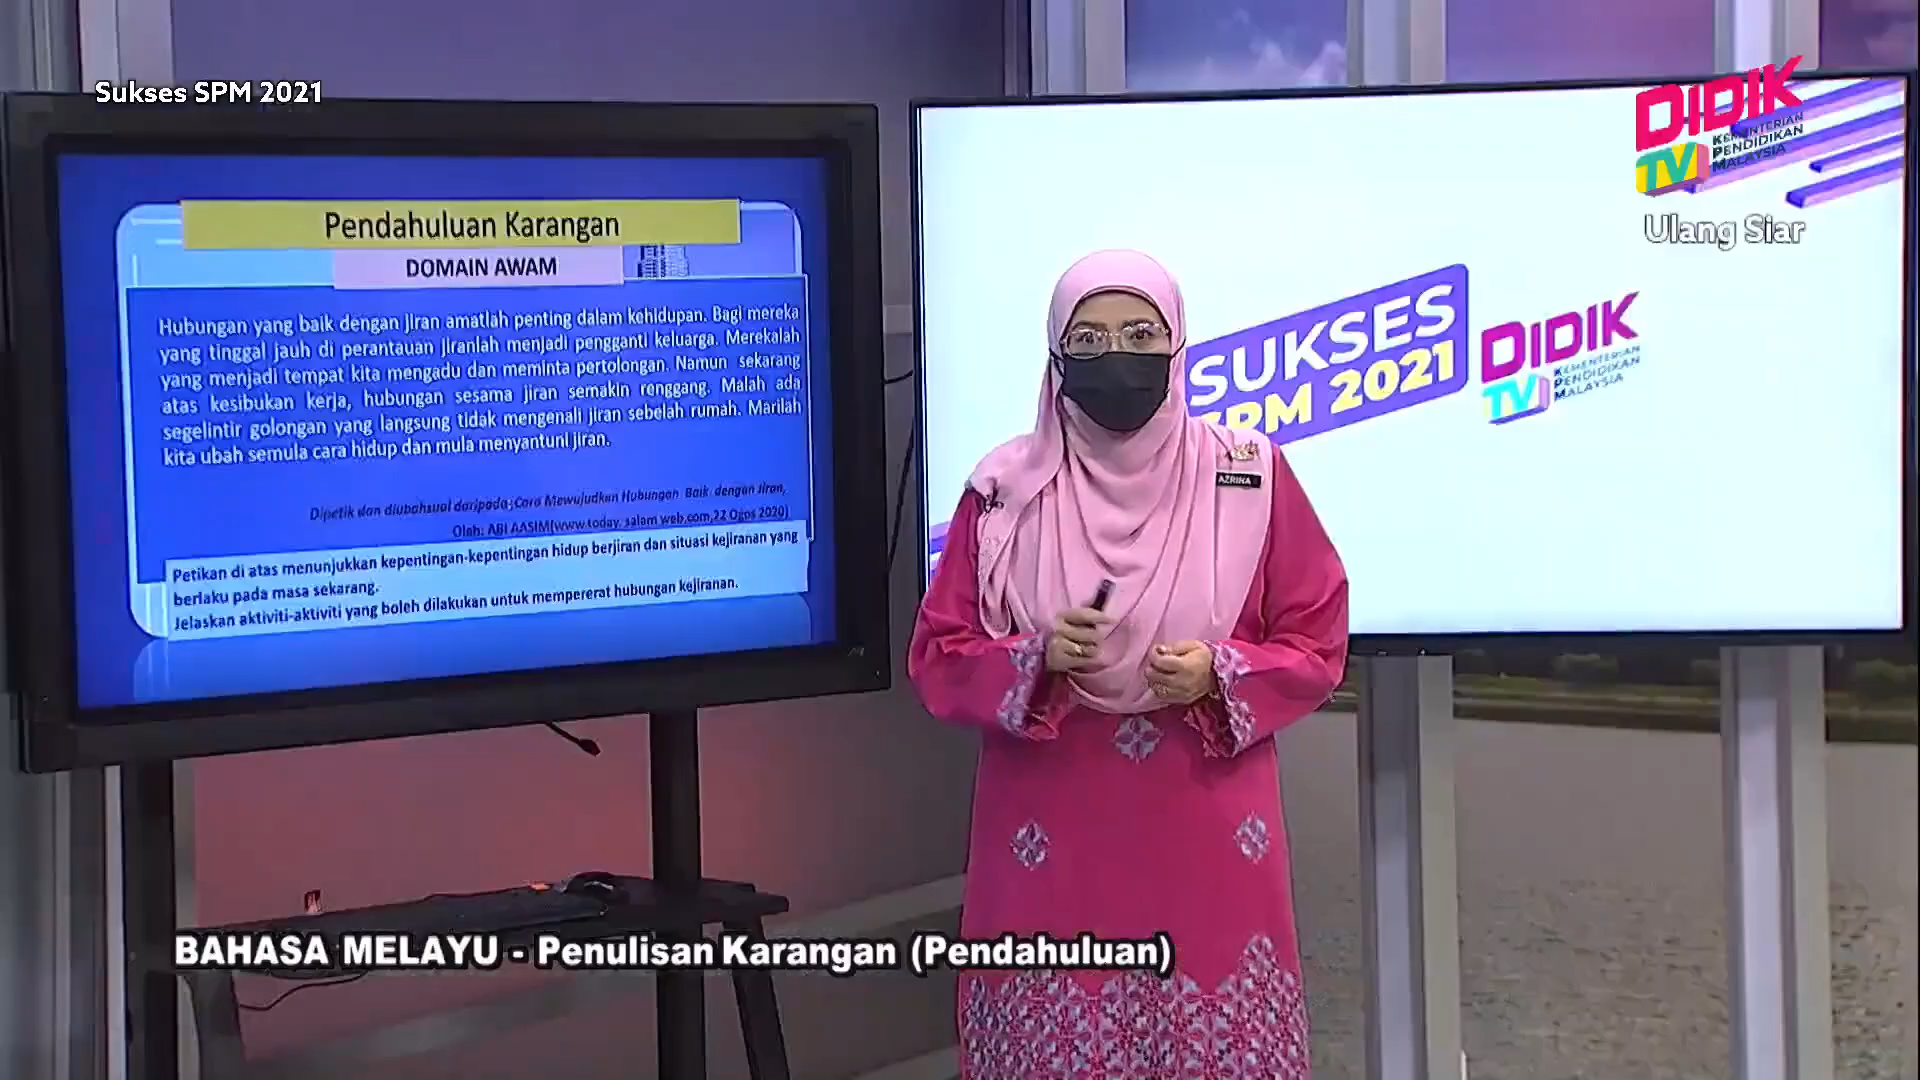 Sukses SPM 2021
Pendahuluan Karangan
DOMAIN AWAM
Hubungan yang baik dengan jiran amatlah penting dalam kehidupan. Bagi mereka
yang tinggal jauh di perantauan jiranlah menjadi pengganti keluarga. Merekalah
yang menjadi tempat kita mengadu dan meminta pertolongan. Namun sekarang
atas kesibukan kerja, hubungan sesama jiran semakin renggang. Malah ada
segelintir golongan yang langsung tidak mengenali jiran sebelah rumah. Marilah
kita ubah semula cara hidup dan mula menyantuni jiran.
Dipetik dan diubahsuai daripada; Cara Mewujudkan Hubungan Baik dengan Jiran,
Oleh: ABI AASIM(www.today. salam web.com,22 Ogos 2020)
Petikan di atas menunjukkan kepentingan-kepentingan hidup berjiran dan situasi kejiranan yang
berlaku pada masa sekarang.
Jelaskan aktiviti-aktiviti yang boleh dilakukan untuk mempererat hubungan kejiranan.
DIDIK
TV
KEMENTERIAN
PENDIDIKAN
MALAYSIA
Ulang Siar
SUKSES
SPM 2021
DIDIK
TV
KEMENTERIAN
PENDIDIKAN
MALAYSIA
AZRINA
BAHASA MELAYU - Penulisan Karangan (Pendahuluan)